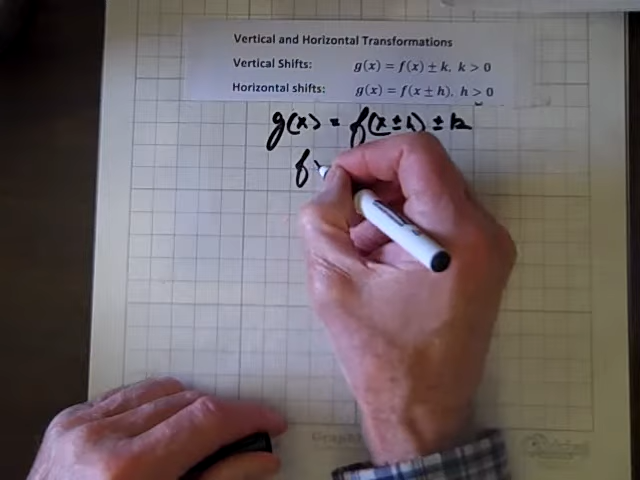 Vertical and Horizontal Transformations
Vertical Shifts: g(x) = f(x) ± k, k > 0
Horizontal shifts: g(x) = f(x ± h), h > 0
g(x) = f(x ± h) ± k
f